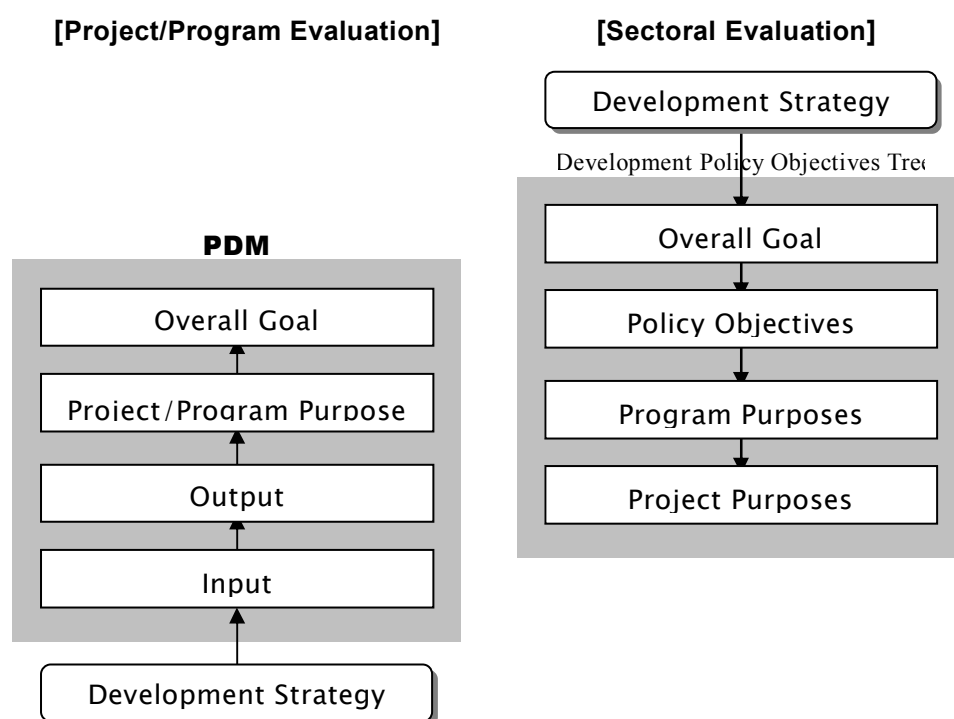 [Project/Program Evaluation]
PDM
Overall Goal
Project/Program Purpose
Output
Input
Development Strategy
[Sectoral Evaluation]
Development Strategy
Development Policy Objectives Tree
Overall Goal
Policy Objectives
Program Purposes
Project Purposes